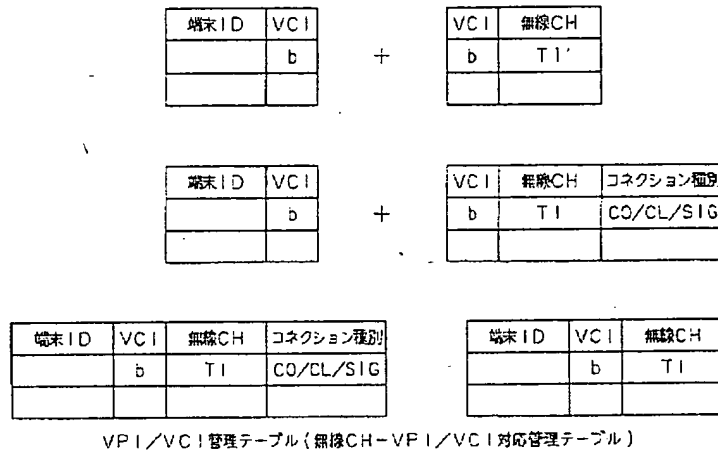 端末ID VCI VCI 無線CH
b + b T1'
端末ID VCI VCI 無線CH コネクション種別
b + b T1 CO/CL/SIG
端末ID VCI 無線CH コネクション種別 端末ID VCI 無線CH
b T1 CO/CL/SIG b T1
VPI/VCI管理テーブル(無線CH-VPI/VCI対応管理テーブル)